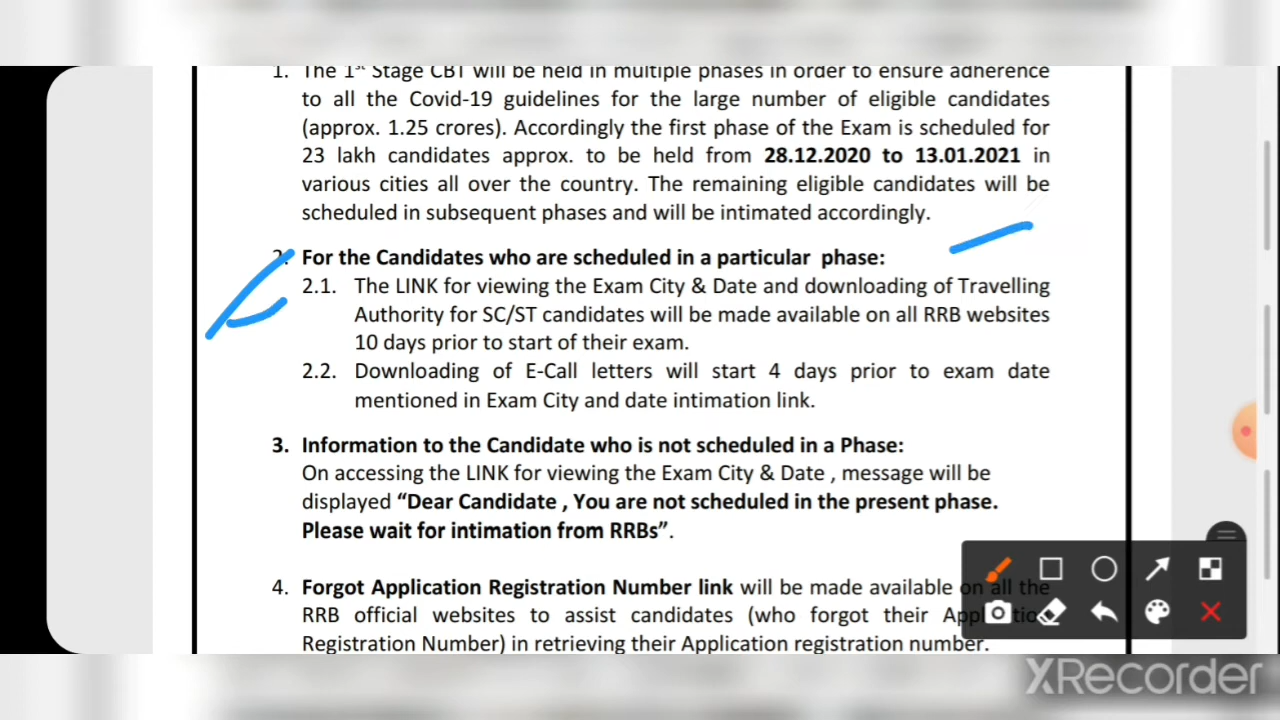 1. The 1st Stage CBT will be held in multiple phases in order to ensure adherence
to all the Covid-19 guidelines for the large number of eligible candidates
(approx. 1.25 crores). Accordingly the first phase of the Exam is scheduled for
23 lakh candidates approx. to be held from 28.12.2020 to 13.01.2021 in
various cities all over the country. The remaining eligible candidates will be
scheduled in subsequent phases and will be intimated accordingly.
2. For the Candidates who are scheduled in a particular phase:
2.1. The LINK for viewing the Exam City & Date and downloading of Travelling
Authority for SC/ST candidates will be made available on all RRB websites
10 days prior to start of their exam.
2.2. Downloading of E-Call letters will start 4 days prior to exam date
mentioned in Exam City and date intimation link.
3. Information to the Candidate who is not scheduled in a Phase:
On accessing the LINK for viewing the Exam City & Date , message will be
displayed “Dear Candidate , You are not scheduled in the present phase.
Please wait for intimation from RRBs”.
4. Forgot Application Registration Number link will be made available on all the
RRB official websites to assist candidates (who forgot their Application
Registration Number) in retrieving their Application registration number.
XRecorder